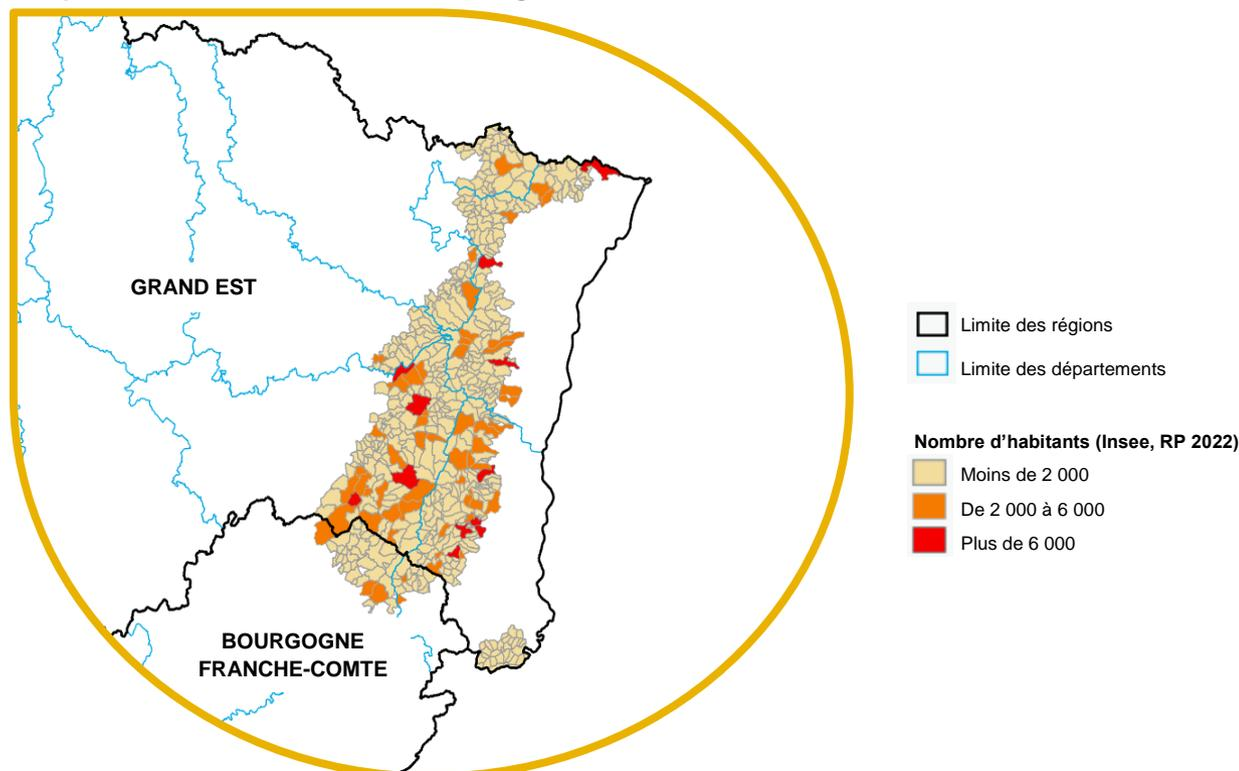 GRAND EST
BOURGOGNE
FRANCHE-COMTE
Limite des régions
Limite des départements
Nombre d’habitants (Insee, RP 2022)
Moins de 2 000
De 2 000 à 6 000
Plus de 6 000